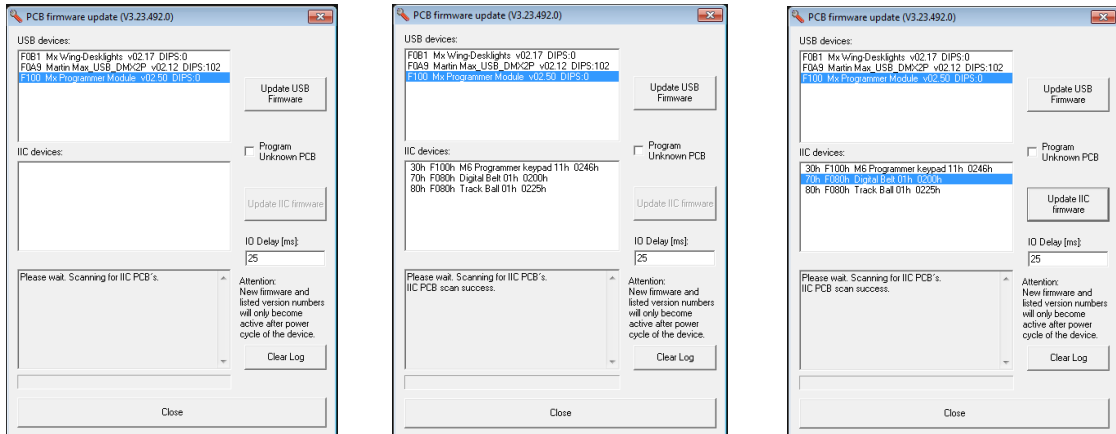 PCB firmware update (V3.23.492.0)
USB devices:
F0B1 Mx Wing-Desklights v02.17 DIPS:0
F0A9 Martin Max_USB_DMX2P v02.12 DIPS:102
F100 Mx Programmer Module v02.50 DIPS:0
Update USB
Firmware
Program
Unknown PCB
IIC devices:
Update IIC firmware
IO Delay [ms]:
25
Please wait. Scanning for IIC PCB´s.
Attention:
New firmware and
listed version numbers
will only become
active after power
cycle of the device.
Clear Log
Close
PCB firmware update (V3.23.492.0)
USB devices:
F0B1 Mx Wing-Desklights v02.17 DIPS:0
F0A9 Martin Max_USB_DMX2P v02.12 DIPS:102
F100 Mx Programmer Module v02.50 DIPS:0
Update USB
Firmware
Program
Unknown PCB
IIC devices:
30h F100h M6 Programmer keypad 11h 0246h
70h F080h Digital Belt 01h 0200h
80h F080h Track Ball 01h 0225h
Update IIC firmware
IO Delay [ms]:
25
Please wait. Scanning for IIC PCB´s.
IIC PCB scan success.
Attention:
New firmware and
listed version numbers
will only become
active after power
cycle of the device.
Clear Log
Close
PCB firmware update (V3.23.492.0)
USB devices:
F0B1 Mx Wing-Desklights v02.17 DIPS:0
F0A9 Martin Max_USB_DMX2P v02.12 DIPS:102
F100 Mx Programmer Module v02.50 DIPS:0
Update USB
Firmware
Program
Unknown PCB
IIC devices:
30h F100h M6 Programmer keypad 11h 0246h
70h F080h Digital Belt 01h 0200h
80h F080h Track Ball 01h 0225h
Update IIC
firmware
IO Delay [ms]:
25
Please wait. Scanning for IIC PCB´s.
IIC PCB scan success.
Attention:
New firmware and
listed version numbers
will only become
active after power
cycle of the device.
Clear Log
Close